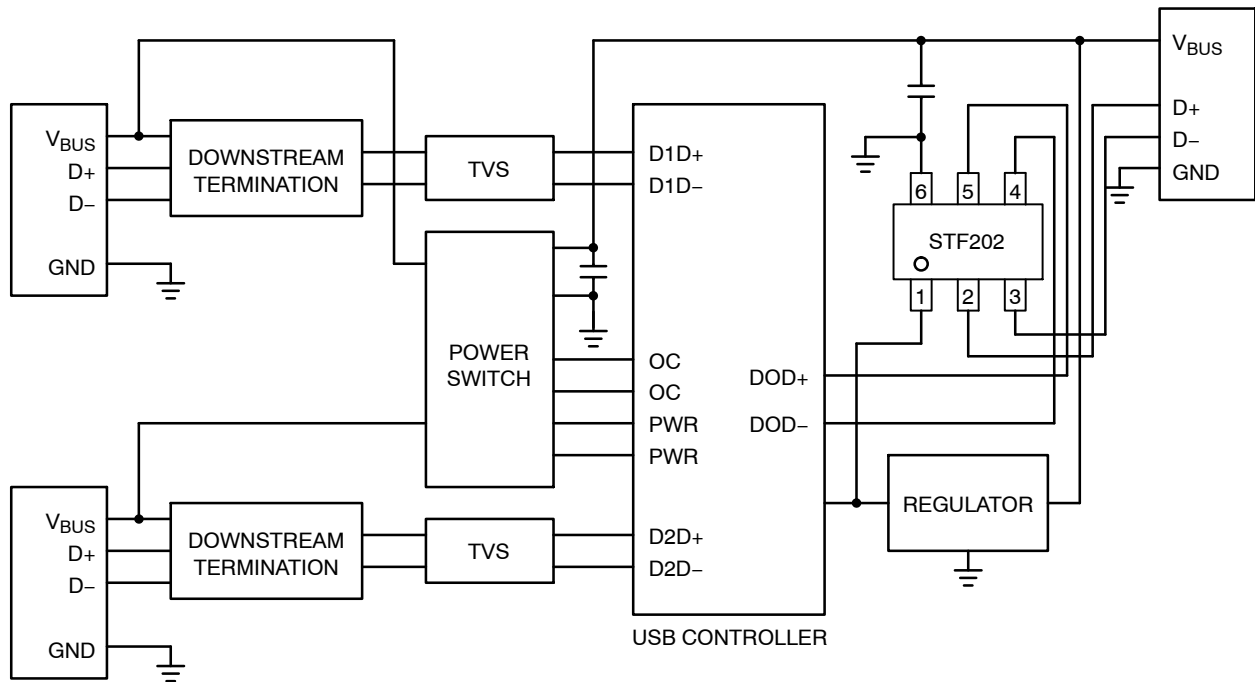 VBUS
D+
D−
GND
DOWNSTREAM
TERMINATION
TVS
POWER
SWITCH
VBUS
D+
D−
GND
DOWNSTREAM
TERMINATION
TVS
D1D+
D1D−
OC
OC
PWR
PWR
D2D+
D2D−
DOD+
DOD−
USB CONTROLLER
6 5 4
STF202
1 2 3
REGULATOR
VBUS
D+
D−
GND